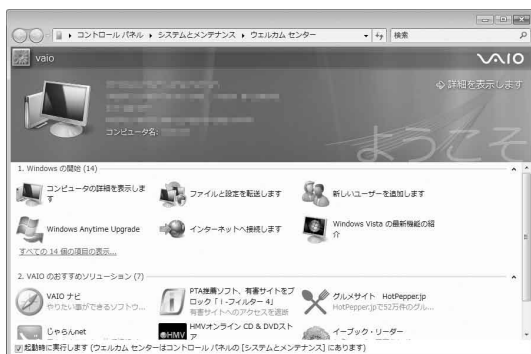 コントロール パネル ▸ システムとメンテナンス ▸ ウェルカム センター
検索
vaio
VAIO
詳細を表示します
コンピュータ名:
ようこそ
1. Windows の開始 (14)
コンピュータの詳細を表示しま
す
ファイルと設定を転送します
新しいユーザーを追加します
Windows Anytime Upgrade
インターネットへ接続します
Windows Vista の最新機能の紹
介
すべての 14 個の項目の表示...
2. VAIO のおすすめソリューション (7)
VAIO ナビ
やりたい事ができるソフトウ...
PTA推薦ソフト、有害サイトをブ
ロック「i -フィルター 4」
有害サイトへのアクセスを遮断
グルメサイト HotPepper.jp
HotPepper.jpで52万件のグル...
じゃらんnet
HMV
HMVオンライン CD & DVDスト
ア
イーブック・リーダー
起動時に実行します (ウェルカム センターはコントロール パネルの [システムとメンテナンス] にあります)